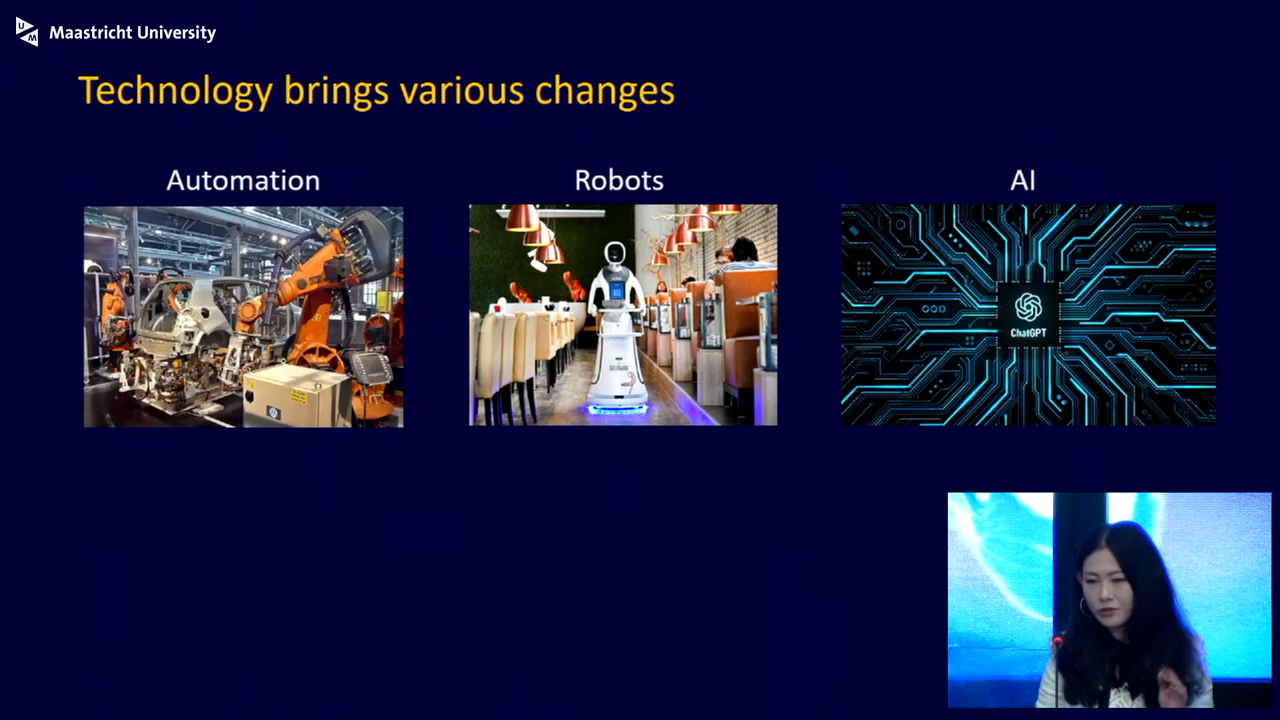 U
M
Maastricht University
Technology brings various changes
Automation
Robots
AI
ChatGPT